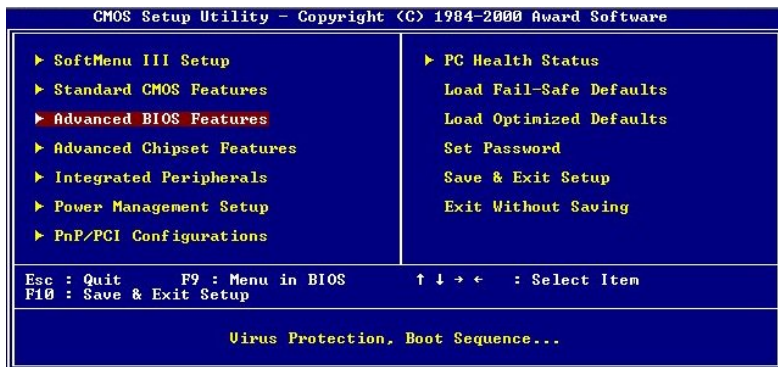 CMOS Setup Utility - Copyright (C) 1984-2000 Award Software
▶ SoftMenu III Setup
▶ Standard CMOS Features
▶ Advanced BIOS Features
▶ Advanced Chipset Features
▶ Integrated Peripherals
▶ Power Management Setup
▶ PnP/PCI Configurations
▶ PC Health Status
Load Fail-Safe Defaults
Load Optimized Defaults
Set Password
Save & Exit Setup
Exit Without Saving
Esc : Quit F9 : Menu in BIOS ↑ ↓ → ← : Select Item
F10 : Save & Exit Setup
Virus Protection, Boot Sequence...